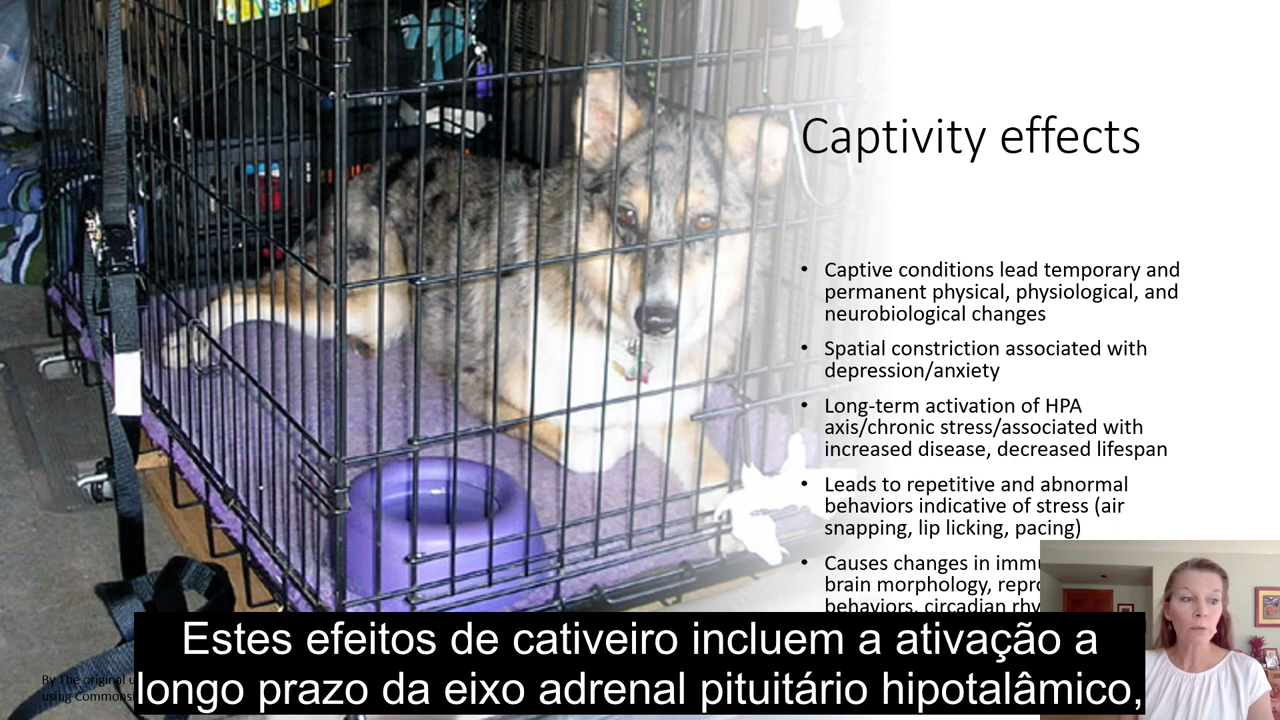 Captivity effects
• Captive conditions lead temporary and
permanent physical, physiological, and
neurobiological changes
• Spatial constriction associated with
depression/anxiety
• Long-term activation of HPA
axis/chronic stress/associated with
increased disease, decreased lifespan
• Leads to repetitive and abnormal
behaviors indicative of stress (air
snapping, lip licking, pacing)
• Causes changes in
brain morphology,
behaviors, circadian
By The original
using
Estes efeitos de cativeiro incluem a ativação a
longo prazo da eixo adrenal pituitário hipotalâmico,